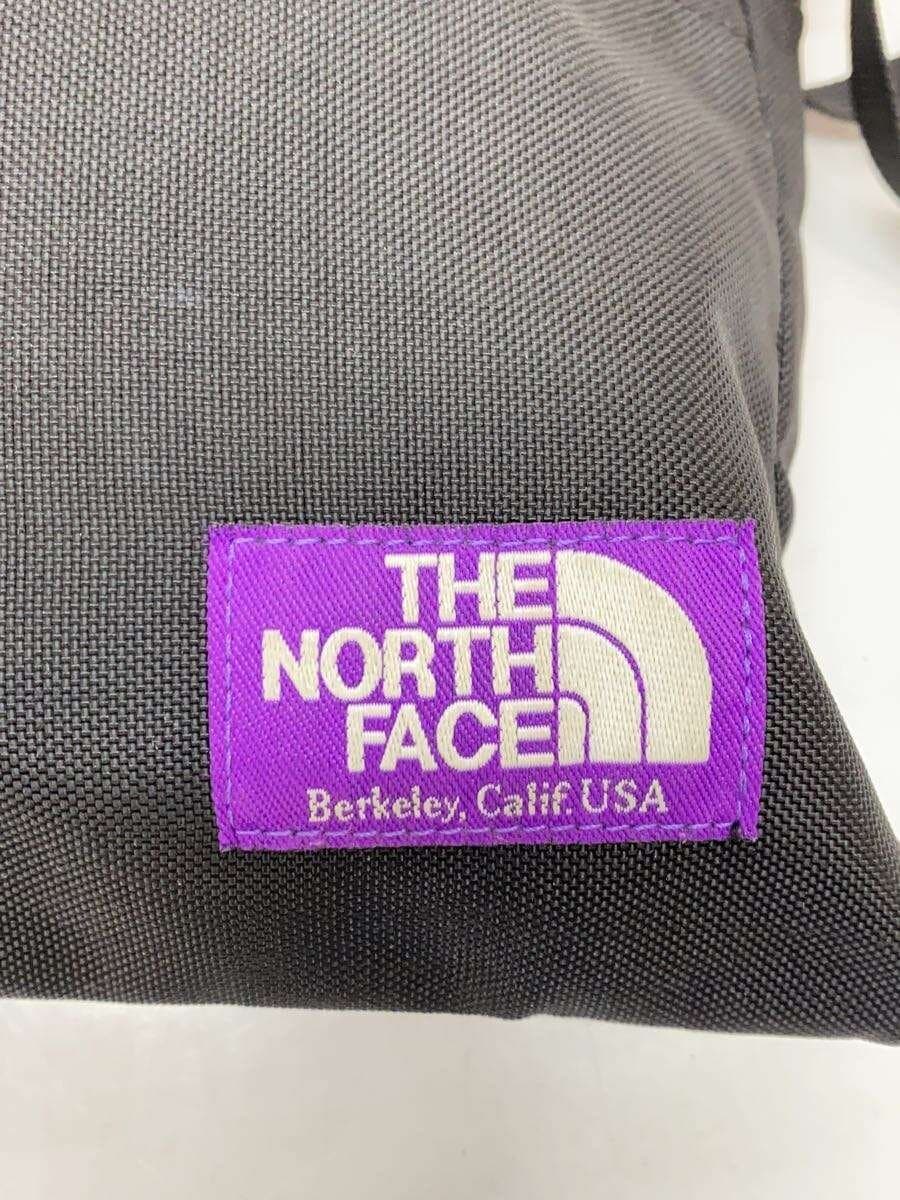 THE
NORTH
FACE
Berkeley, Calif. USA